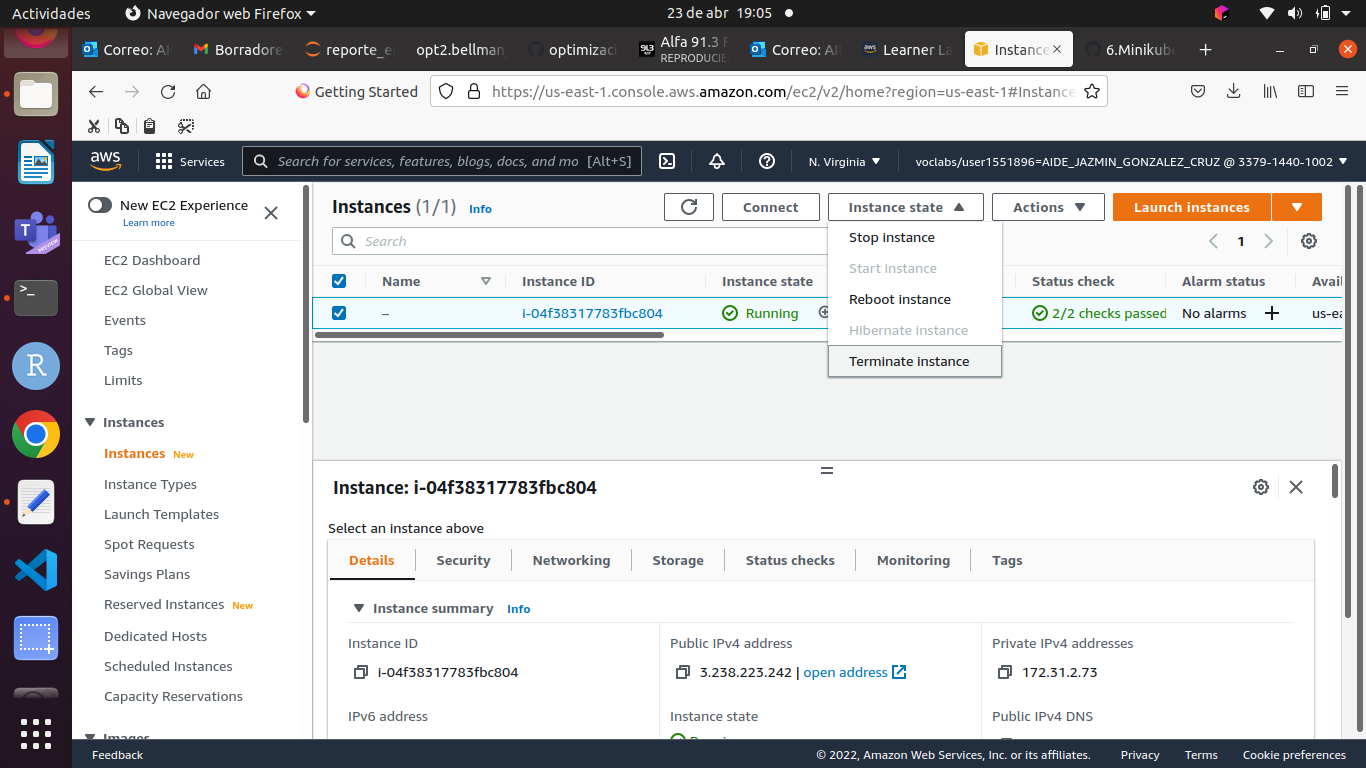 Actividades
Navegador web Firefox
23 de abr 19:05
Correo: Al
Borradore
reporte_e
opt2.bellman
optimizaci
Alfa 91.3 F
REPRODUCIE
Correo: Al
Learner La
Instance
6.Minikub
Getting Started
https://us-east-1.console.aws.amazon.com/ec2/v2/home?region=us-east-1#Instance
aws
Services
Search for services, features, blogs, docs, and mo
[Alt+S]
N. Virginia
voclabs/user1551896=AIDE_JAZMIN_GONZALEZ_CRUZ @ 3379-1440-1002
New EC2 Experience
Learn more
EC2 Dashboard
EC2 Global View
Events
Tags
Limits
Instances
Instances New
Instance Types
Launch Templates
Spot Requests
Savings Plans
Reserved Instances New
Dedicated Hosts
Scheduled Instances
Capacity Reservations
Images
Instances (1/1) Info
Connect
Instance state
Actions
Launch instances
Search
1
Stop instance
Start instance
Reboot instance
Hibernate instance
Terminate instance
Name
Instance ID
Instance state
Status check
Alarm status
Avai
–
i-04f38317783fbc804
Running
2/2 checks passed
No alarms
us-ea
Instance: i-04f38317783fbc804
Select an instance above
Details
Security
Networking
Storage
Status checks
Monitoring
Tags
Instance summary Info
Instance ID
Public IPv4 address
Private IPv4 addresses
i-04f38317783fbc804
3.238.223.242 | open address
172.31.2.73
IPv6 address
Instance state
Public IPv4 DNS
Feedback
© 2022, Amazon Web Services, Inc. or its affiliates.
Privacy
Terms
Cookie preferences